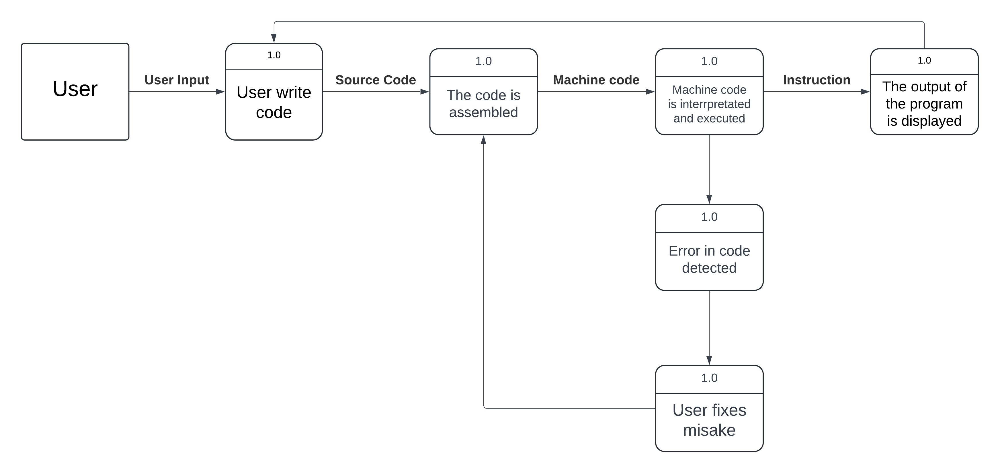 1.0
1.0
1.0
1.0
User
User Input
User write
code
Source Code
The code is
assembled
Machine code
Machine code
is interrpretated
and executed
Instruction
The output of
the program
is displayed
1.0
Error in code
detected
1.0
User fixes
misake